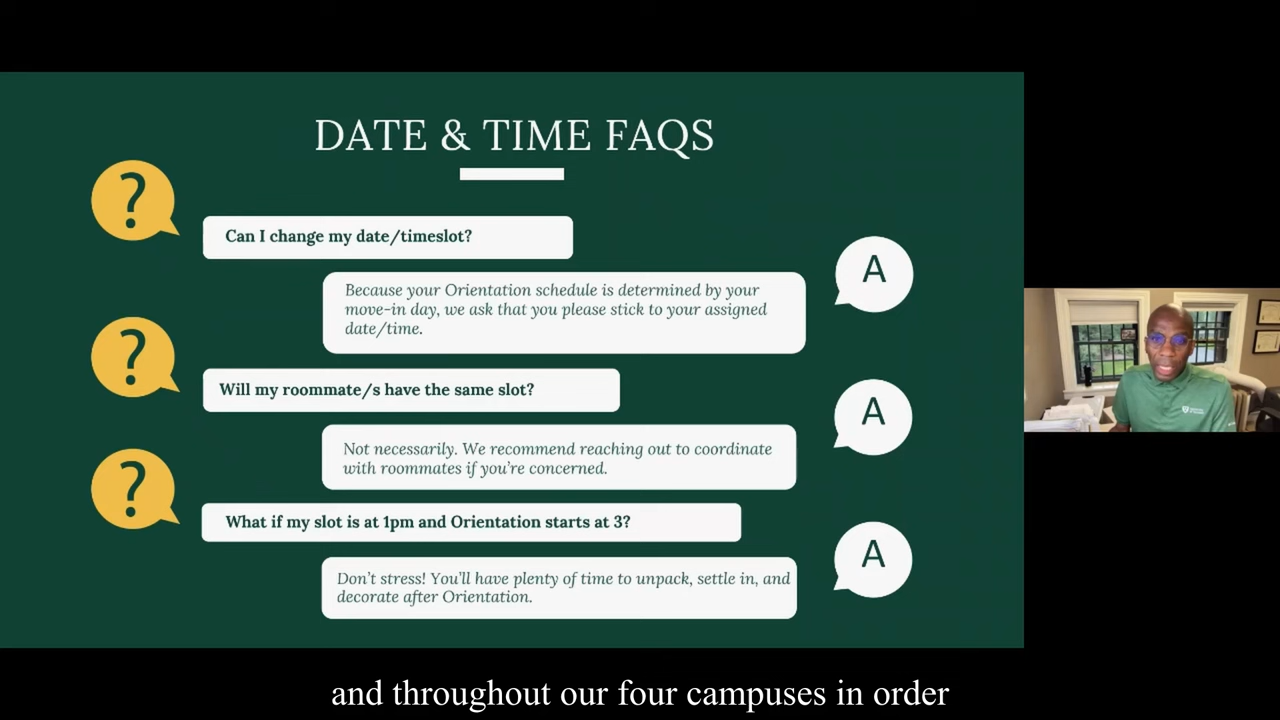 DATE & TIME FAQS
?
Can I change my date/timeslot?
A
Because your Orientation schedule is determined by your
move-in day, we ask that you please stick to your assigned
date/time.
?
Will my roommate/s have the same slot?
A
Not necessarily. We recommend reaching out to coordinate
with roommates if you're concerned.
?
What if my slot is at 1pm and Orientation starts at 3?
A
Don't stress! You'll have plenty of time to unpack, settle in, and
decorate after Orientation.
and throughout our four campuses in order